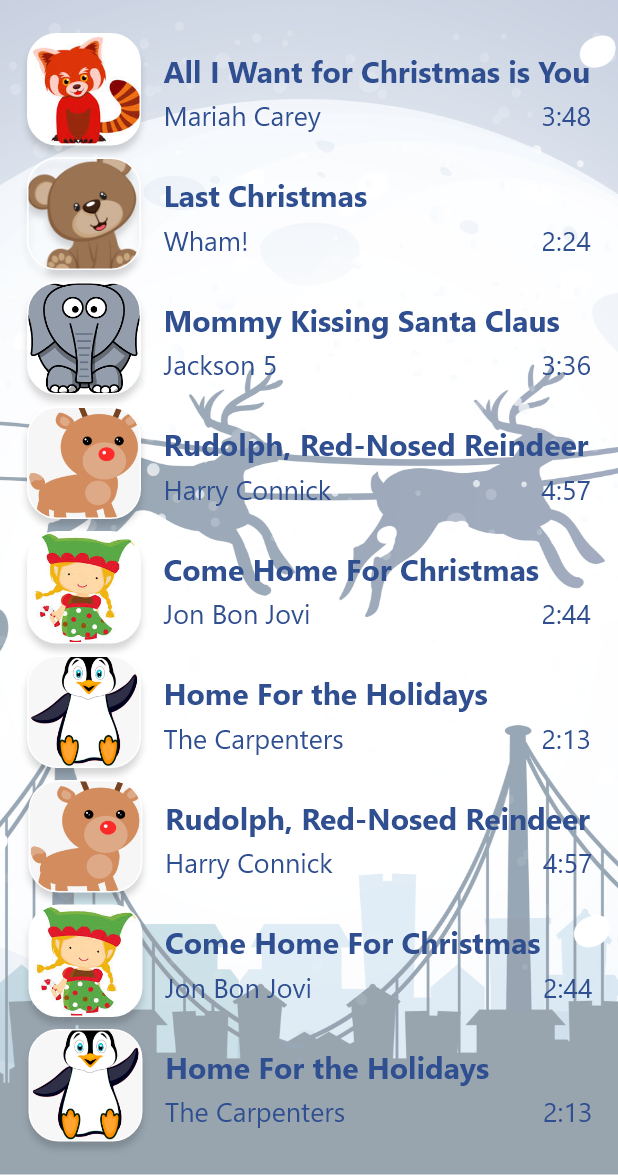 All I Want for Christmas is You
Mariah Carey 3:48
Last Christmas
Wham! 2:24
Mommy Kissing Santa Claus
Jackson 5 3:36
Rudolph, Red-Nosed Reindeer
Harry Connick 4:57
Come Home For Christmas
Jon Bon Jovi 2:44
Home For the Holidays
The Carpenters 2:13
Rudolph, Red-Nosed Reindeer
Harry Connick 4:57
Come Home For Christmas
Jon Bon Jovi 2:44
Home For the Holidays
The Carpenters 2:13